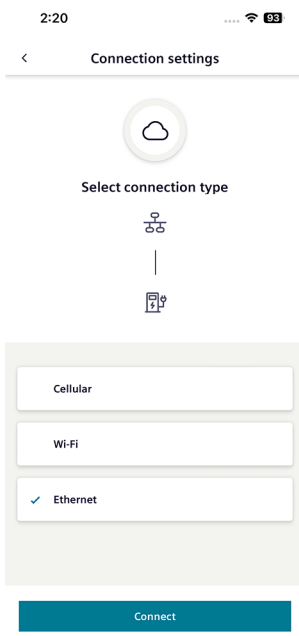 2:20
93
Connection settings
Select connection type
Cellular
Wi-Fi
Ethernet
Connect